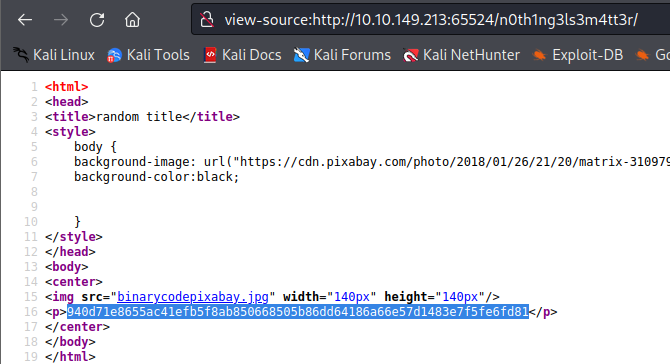 view-source:http://10.10.149.213:65524/n0th1ng3ls3m4tt3r/
Kali Linux Kali Tools Kali Docs Kali Forums Kali NetHunter Exploit-DB Go
1 <html>
2 <head>
3 <title>random title</title>
4 <style>
5 body {
6 background-image: url("https://cdn.pixabay.com/photo/2018/01/26/21/20/matrix-310979
7 background-color:black;
8
9
10 }
11 </style>
12 </head>
13 <body>
14 <center>
15 <img src="binarycodepixabay.jpg" width="140px" height="140px"/>
16 <p>940d71e8655ac41efb5f8ab850668505b86dd64186a66e57d1483e7f5fe6fd81</p>
17 </center>
18 </body>
19 </html>